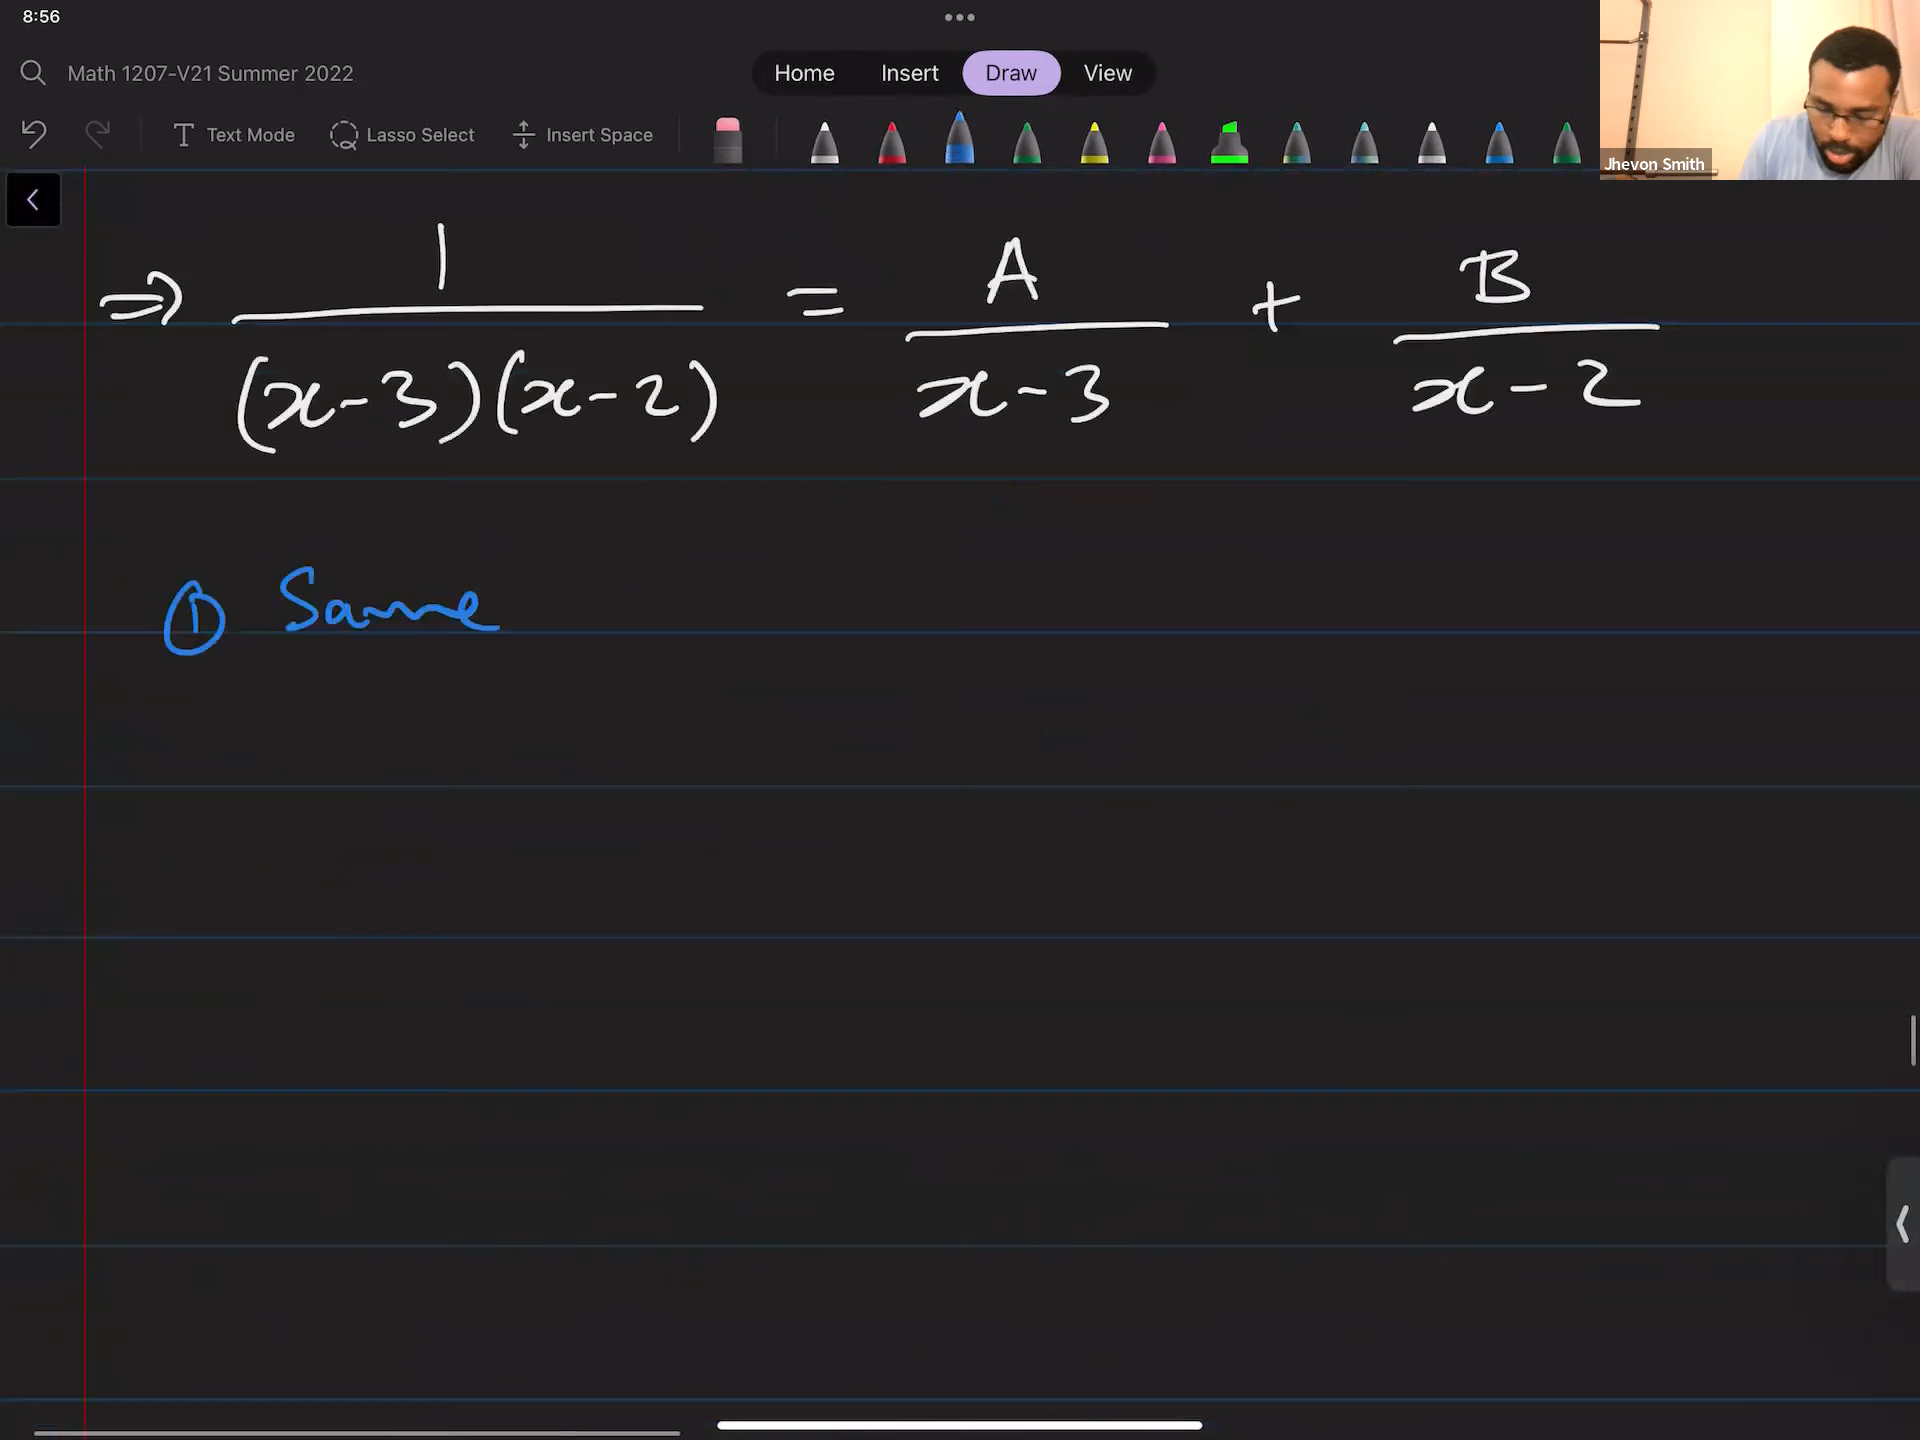 8:56
Math 1207-V21 Summer 2022
Home Insert Draw View
Text Mode Lasso Select Insert Space
Jhevon Smith
⇒ 1/((x-3)(x-2)) = A/(x-3) + B/(x-2)
① Same